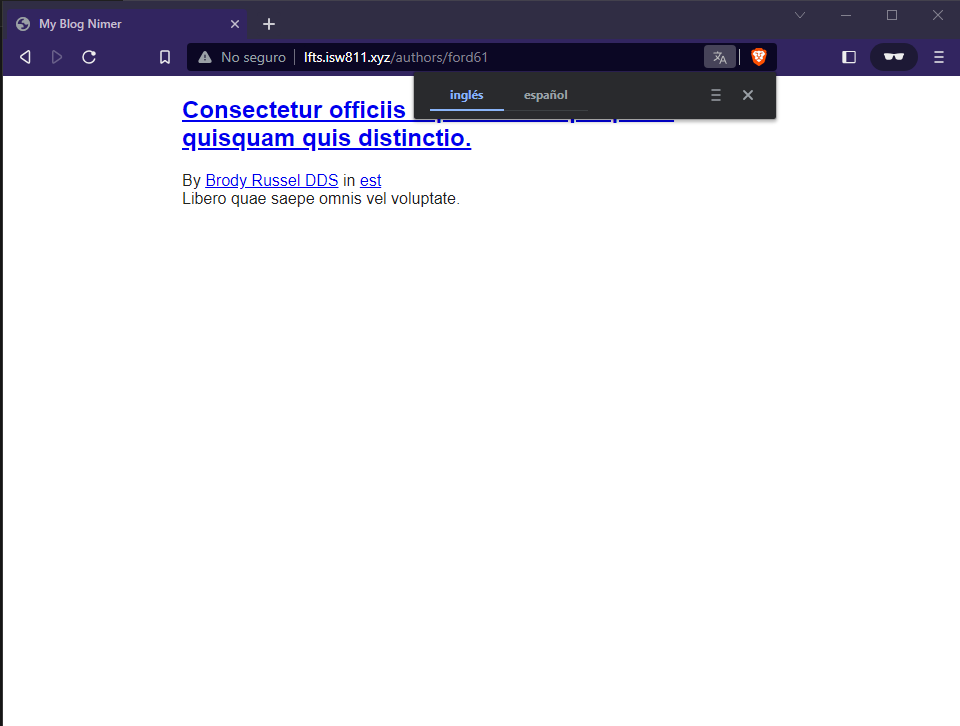 My Blog Nimer
No seguro lfts.isw811.xyz/authors/ford61
inglés español
Consectetur officiis
quisquam quis distinctio.
By Brody Russel DDS in est
Libero quae saepe omnis vel voluptate.